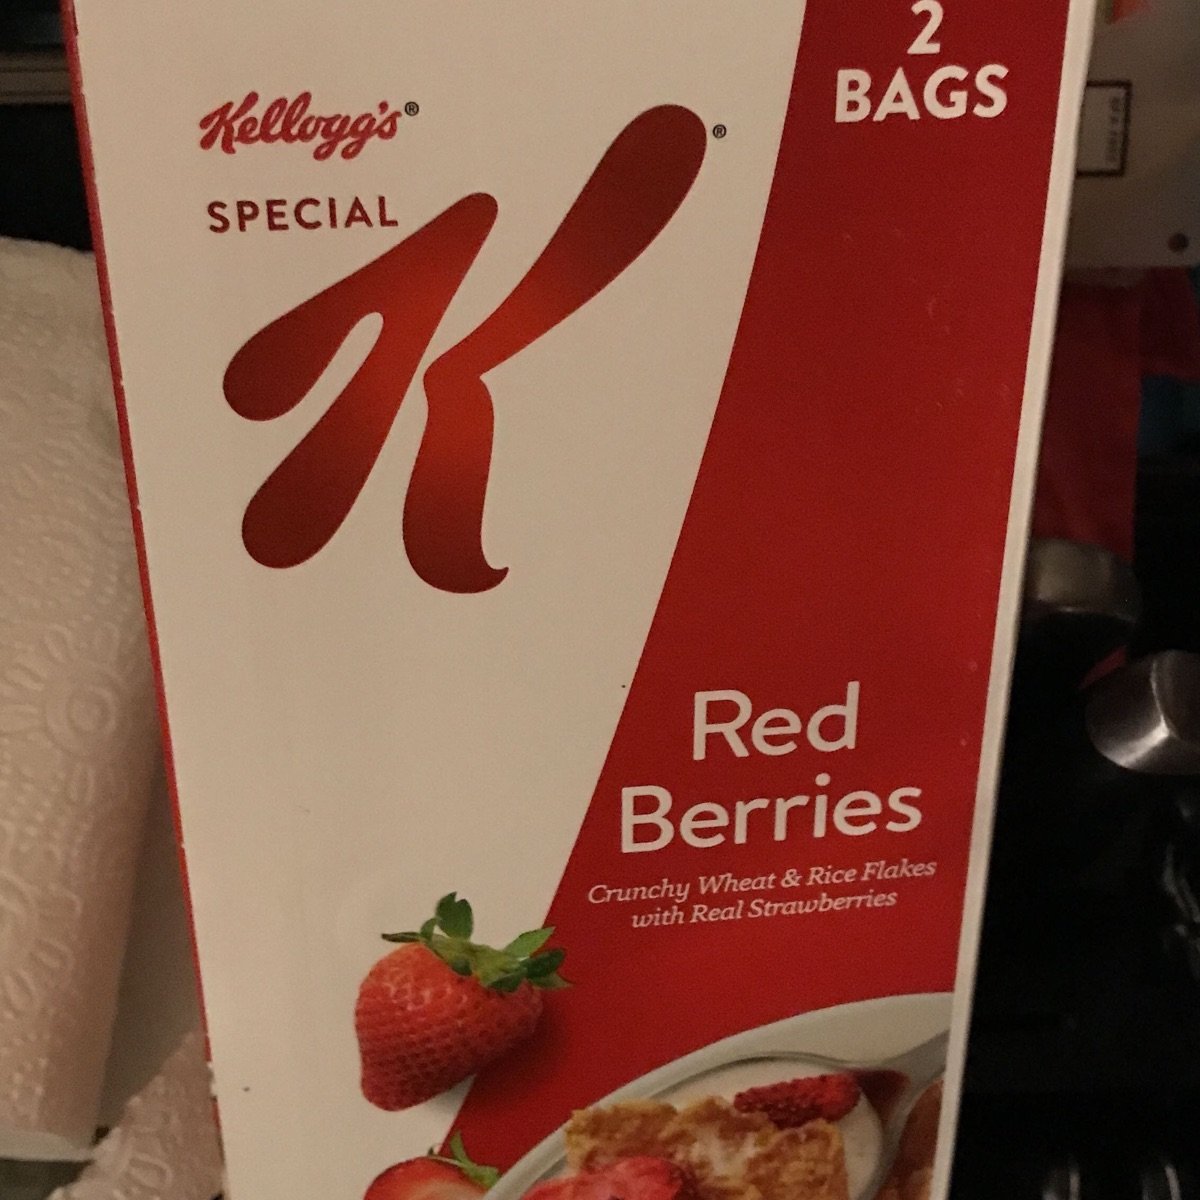 2
BAGS
Kellogg's®
SPECIAL
K®
Red
Berries
Crunchy Wheat & Rice Flakes
with Real Strawberries